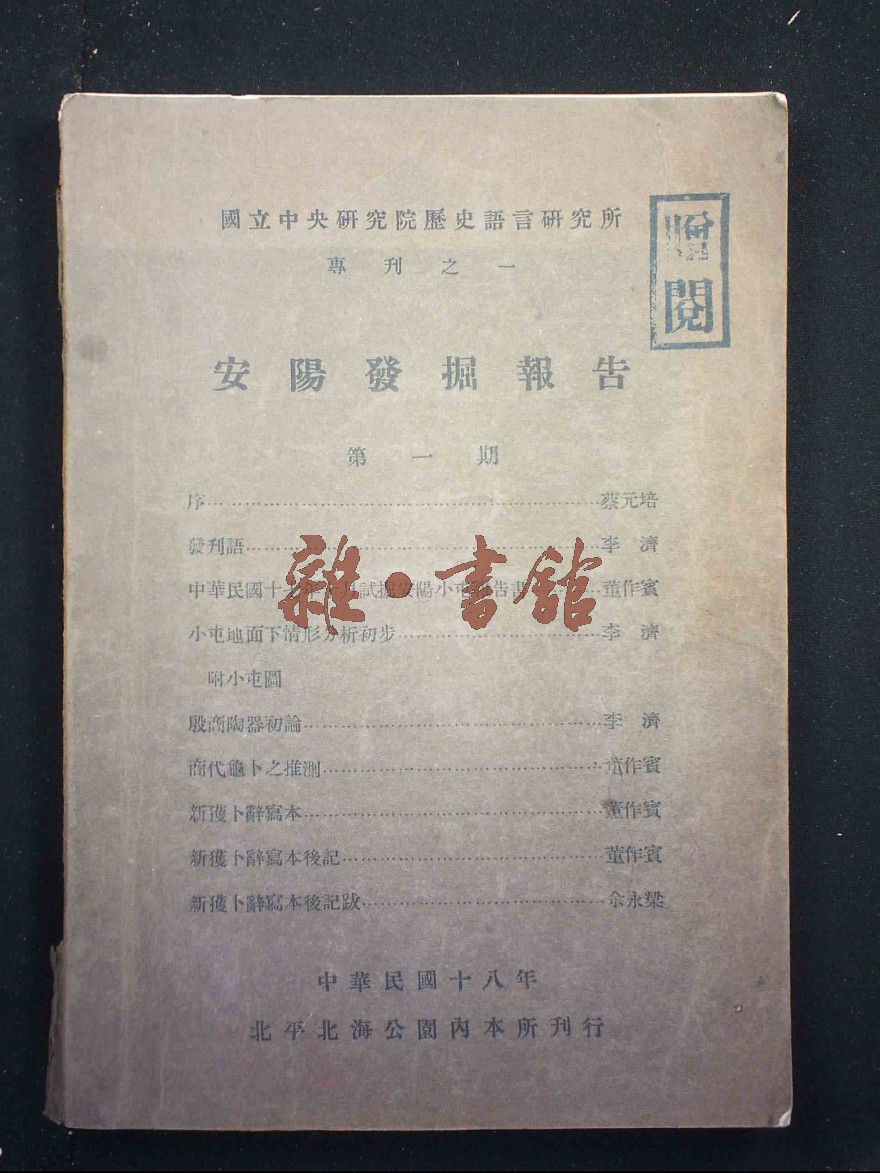 國立中央研究院歷史語言研究所
專刊之一
贈閱
安陽發掘報告
第一期
序……蔡元培
發刊語……李濟
中華民國十七年十月試掘安陽小屯報告書……董作賓
小屯地面下情形分析初步……李濟
附小屯圖
殷商陶器初論……李濟
商代龜卜之推測……董作賓
新獲卜辭寫本……董作賓
新獲卜辭寫本後記……董作賓
新獲卜辭寫本後記跋……余永梁
中華民國十八年
北平北海公園內本所刊行
雜·書館